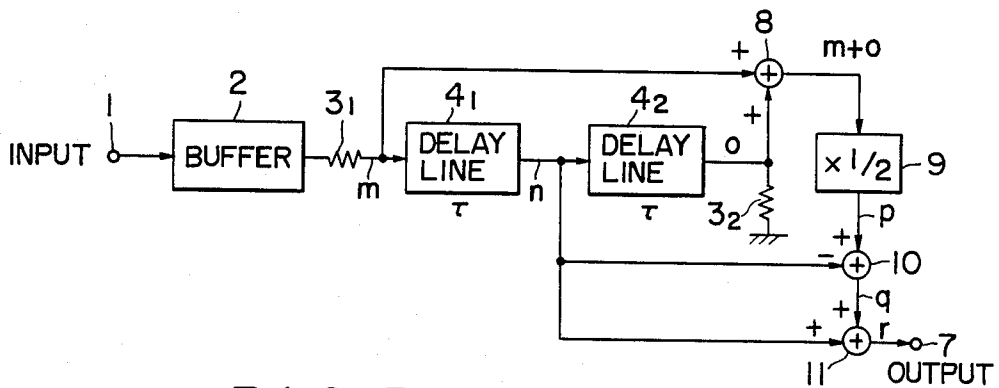 8
m+o
+
1
2
3₁
4₁
4₂
+
INPUT
BUFFER
m
DELAY LINE
τ
n
DELAY LINE
τ
o
3₂
× 1/2
9
p
+
−
10
+
q
+
r
7
11
OUTPUT